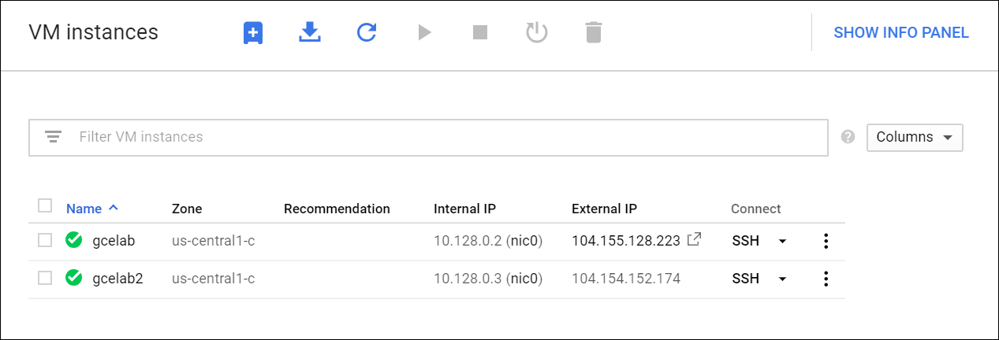 VM instances
SHOW INFO PANEL
Filter VM instances
?
Columns
Name Zone Recommendation Internal IP External IP Connect
gcelab us-central1-c 10.128.0.2 (nic0) 104.155.128.223 SSH
gcelab2 us-central1-c 10.128.0.3 (nic0) 104.154.152.174 SSH